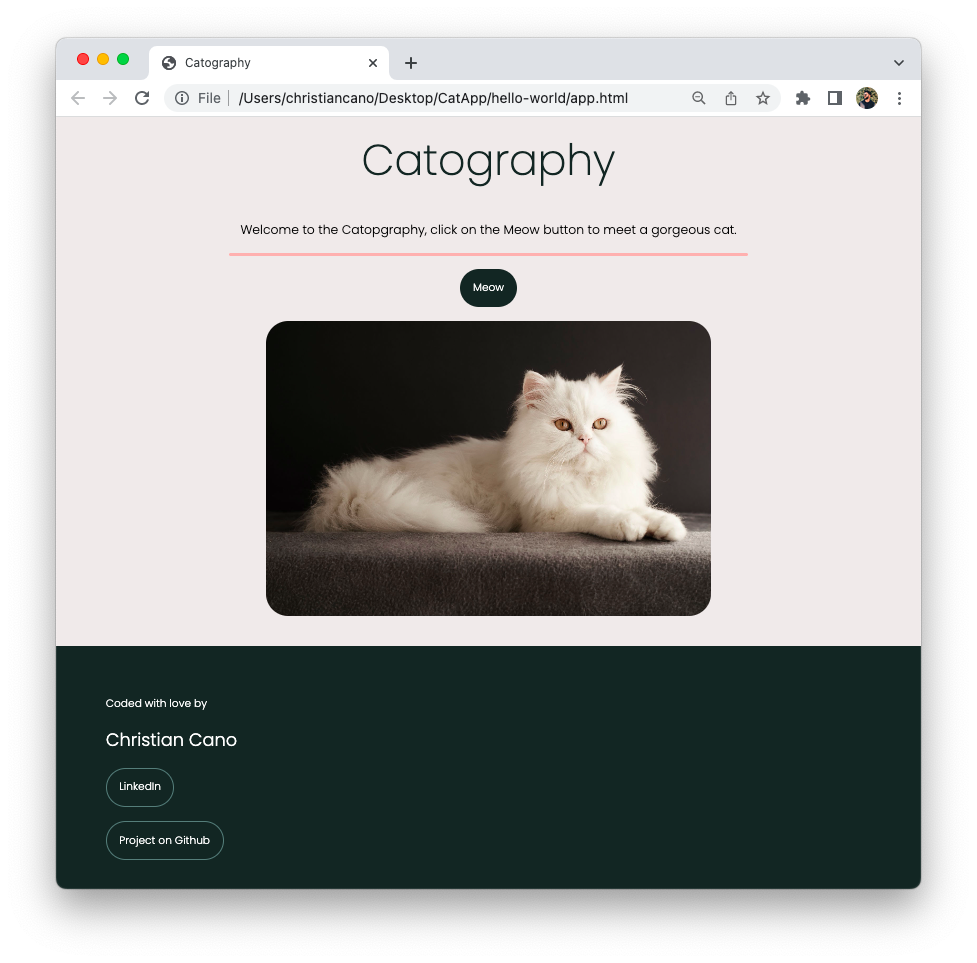 Catography
File
/Users/christiancano/Desktop/CatApp/hello-world/app.html
Catography
Welcome to the Catopgraphy, click on the Meow button to meet a gorgeous cat.
Meow
Coded with love by
Christian Cano
LinkedIn
Project on Github